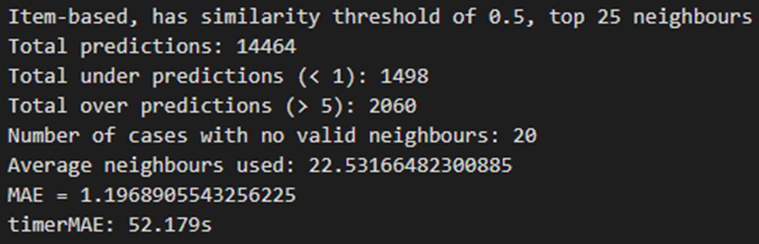 Item-based, has similarity threshold of 0.5, top 25 neighbours
Total predictions: 14464
Total under predictions (< 1): 1498
Total over predictions (> 5): 2060
Number of cases with no valid neighbours: 20
Average neighbours used: 22.53166482300885
MAE = 1.1968905543256225
timerMAE: 52.179s